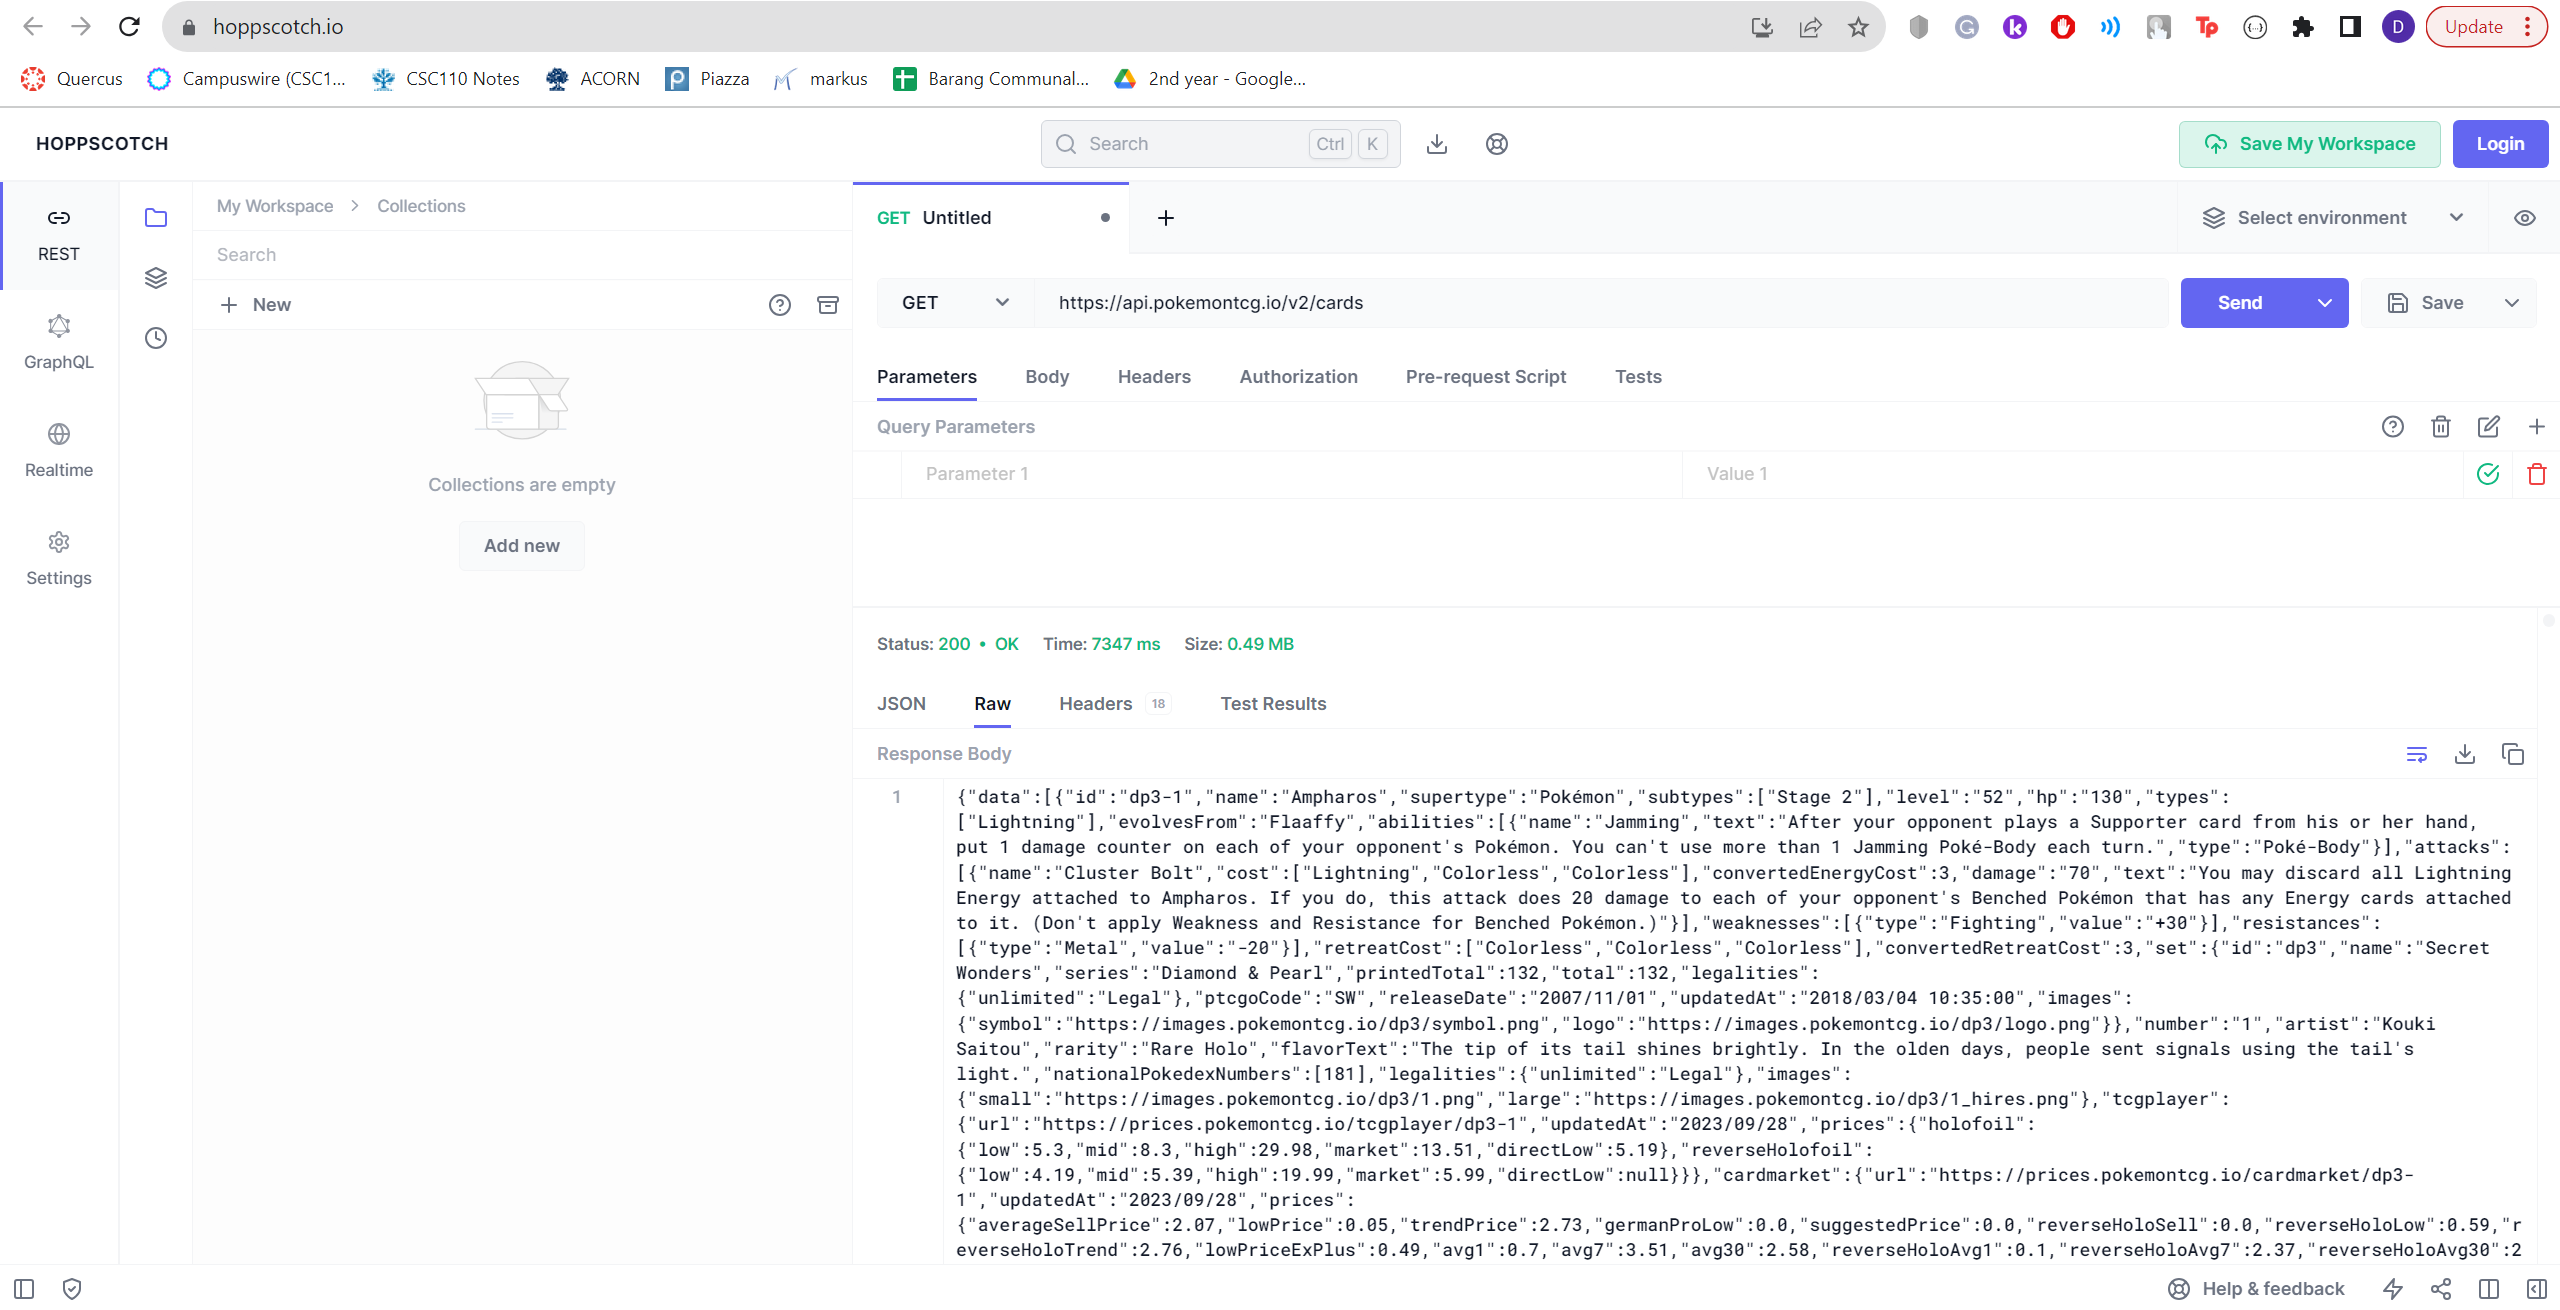 hoppscotch.io
D
Update
Quercus
Campuswire (CSC1...
CSC110 Notes
ACORN
Piazza
markus
Barang Communal...
2nd year - Google...
HOPPSCOTCH
Search
Ctrl
K
Save My Workspace
Login
REST
GraphQL
Realtime
Settings
My Workspace > Collections
Search
New
Collections are empty
Add new
GET Untitled
Select environment
GET
https://api.pokemontcg.io/v2/cards
Send
Save
Parameters
Body
Headers
Authorization
Pre-request Script
Tests
Query Parameters
Parameter 1
Value 1
Status: 200 • OK Time: 7347 ms Size: 0.49 MB
JSON
Raw
Headers 18
Test Results
Response Body
1
{"data":[{"id":"dp3-1","name":"Ampharos","supertype":"Pokémon","subtypes":["Stage 2"],"level":"52","hp":"130","types":
["Lightning"],"evolvesFrom":"Flaaffy","abilities":[{"name":"Jamming","text":"After your opponent plays a Supporter card from his or her hand,
put 1 damage counter on each of your opponent's Pokémon. You can't use more than 1 Jamming Poké-Body each turn.","type":"Poké-Body"}],"attacks":
[{"name":"Cluster Bolt","cost":["Lightning","Colorless","Colorless"],"convertedEnergyCost":3,"damage":"70","text":"You may discard all Lightning
Energy attached to Ampharos. If you do, this attack does 20 damage to each of your opponent's Benched Pokémon that has any Energy cards attached
to it. (Don't apply Weakness and Resistance for Benched Pokémon.)"}],"weaknesses":[{"type":"Fighting","value":"+30"}],"resistances":
[{"type":"Metal","value":"-20"}],"retreatCost":["Colorless","Colorless","Colorless"],"convertedRetreatCost":3,"set":{"id":"dp3","name":"Secret
Wonders","series":"Diamond & Pearl","printedTotal":132,"total":132,"legalities":
{"unlimited":"Legal"},"ptcgoCode":"SW","releaseDate":"2007/11/01","updatedAt":"2018/03/04 10:35:00","images":
{"symbol":"https://images.pokemontcg.io/dp3/symbol.png","logo":"https://images.pokemontcg.io/dp3/logo.png"}},"number":"1","artist":"Kouki
Saitou","rarity":"Rare Holo","flavorText":"The tip of its tail shines brightly. In the olden days, people sent signals using the tail's
light.","nationalPokedexNumbers":[181],"legalities":{"unlimited":"Legal"},"images":
{"small":"https://images.pokemontcg.io/dp3/1.png","large":"https://images.pokemontcg.io/dp3/1_hires.png"},"tcgplayer":
{"url":"https://prices.pokemontcg.io/tcgplayer/dp3-1","updatedAt":"2023/09/28","prices":{"holofoil":
{"low":5.3,"mid":8.3,"high":29.98,"market":13.51,"directLow":5.19},"reverseHolofoil":
{"low":4.19,"mid":5.39,"high":19.99,"market":5.99,"directLow":null}}},"cardmarket":{"url":"https://prices.pokemontcg.io/cardmarket/dp3-
1","updatedAt":"2023/09/28","prices":
{"averageSellPrice":2.07,"lowPrice":0.05,"trendPrice":2.73,"germanProLow":0.0,"suggestedPrice":0.0,"reverseHoloSell":0.0,"reverseHoloLow":0.59,"r
everseHoloTrend":2.76,"lowPriceExPlus":0.49,"avg1":0.7,"avg7":3.51,"avg30":2.58,"reverseHoloAvg1":0.1,"reverseHoloAvg7":2.37,"reverseHoloAvg30":2
Help & feedback